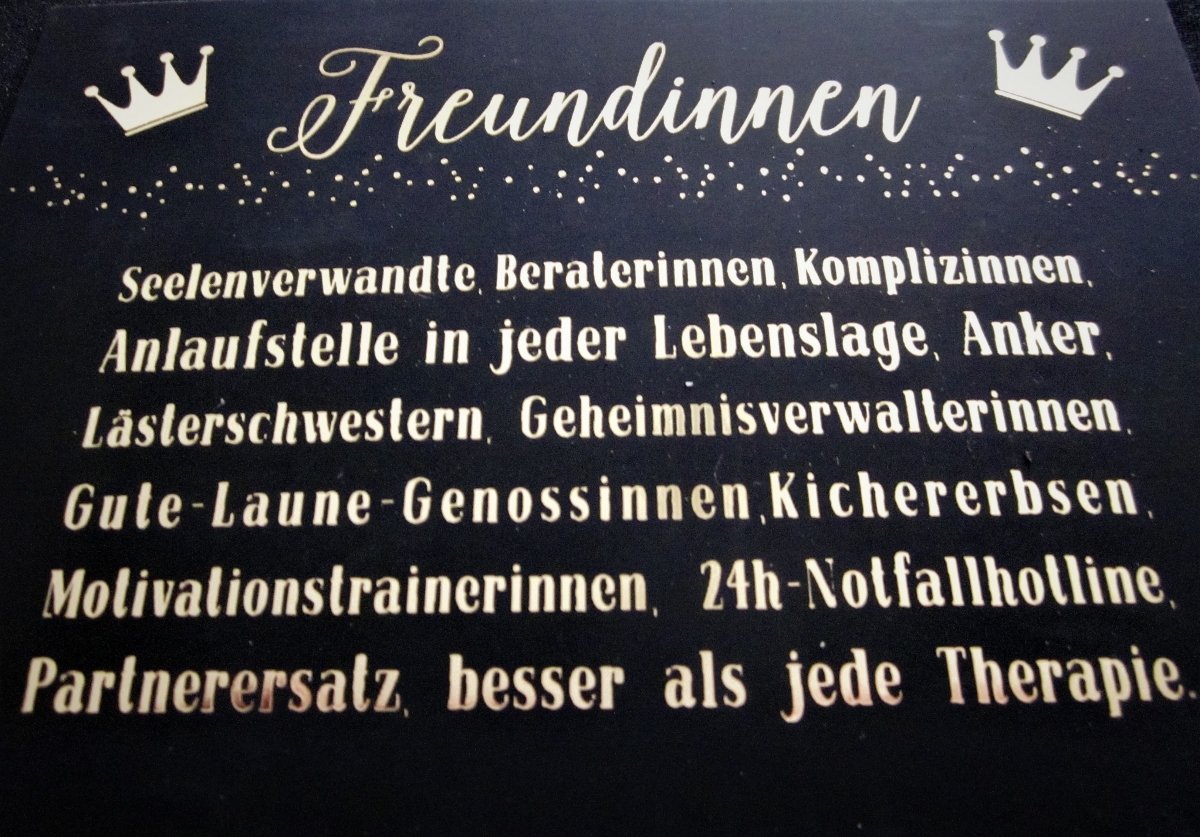 Freundinnen
Seelenverwandte, Beraterinnen, Komplizinnen,
Anlaufstelle in jeder Lebenslage, Anker,
Lästerschwestern, Geheimnisverwalterinnen,
Gute-Laune-Genossinnen, Kichererbsen,
Motivationstrainerinnen, 24h-Notfallhotline,
Partnerersatz, besser als jede Therapie.